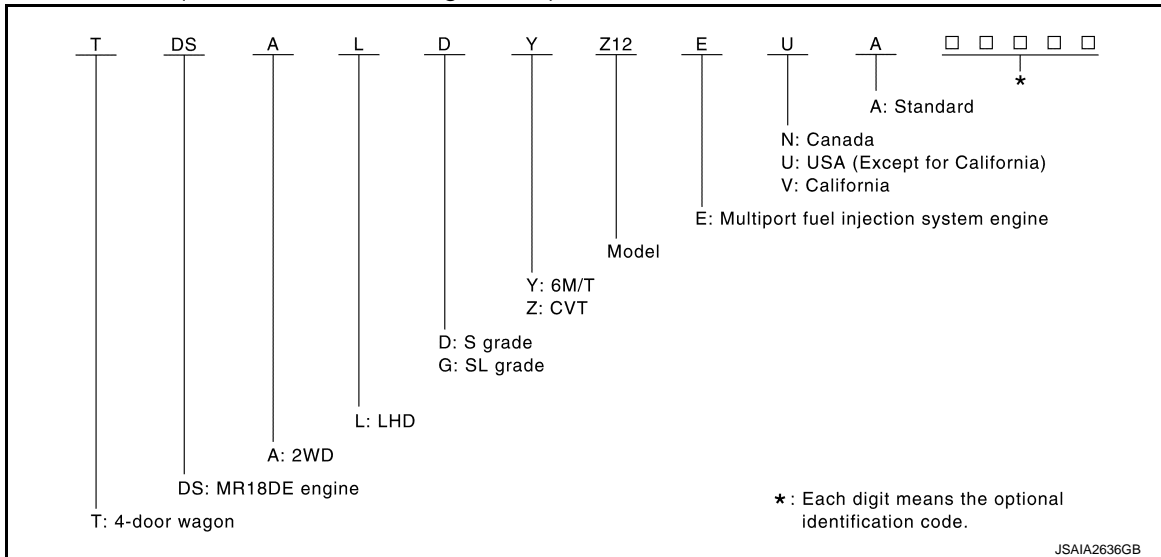 T DS A L D Y Z12 E U A □ □ □ □ □
*
A: Standard
N: Canada
U: USA (Except for California)
V: California
E: Multiport fuel injection system engine
Model
Y: 6M/T
Z: CVT
D: S grade
G: SL grade
L: LHD
A: 2WD
DS: MR18DE engine
T: 4-door wagon
* : Each digit means the optional
identification code.
JSAIA2636GB